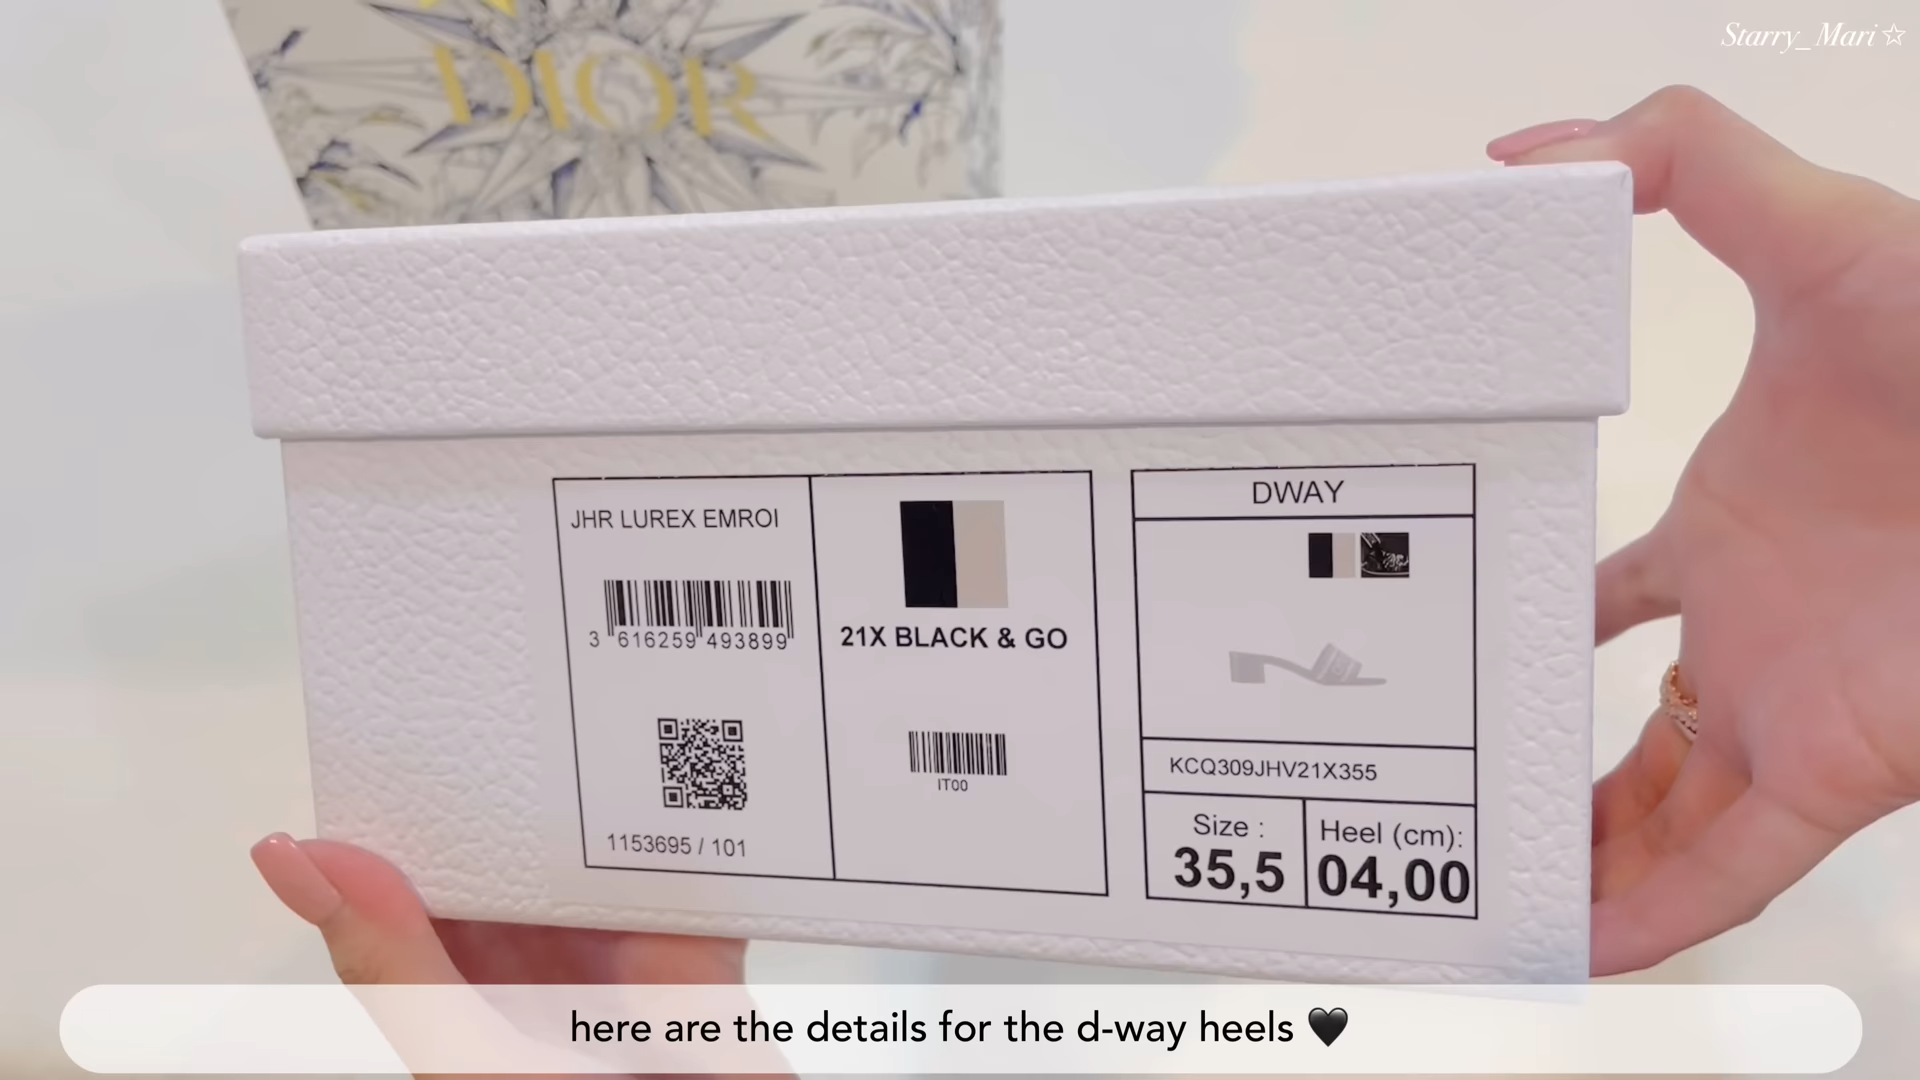 Starry_Mari ☆
DIOR
JHR LUREX EMROI
3 616259 493899
1153695 / 101
21X BLACK & GO
IT00
DWAY
KCQ309JHV21X355
Size :
35,5
Heel (cm):
04,00
here are the details for the d-way heels 🖤